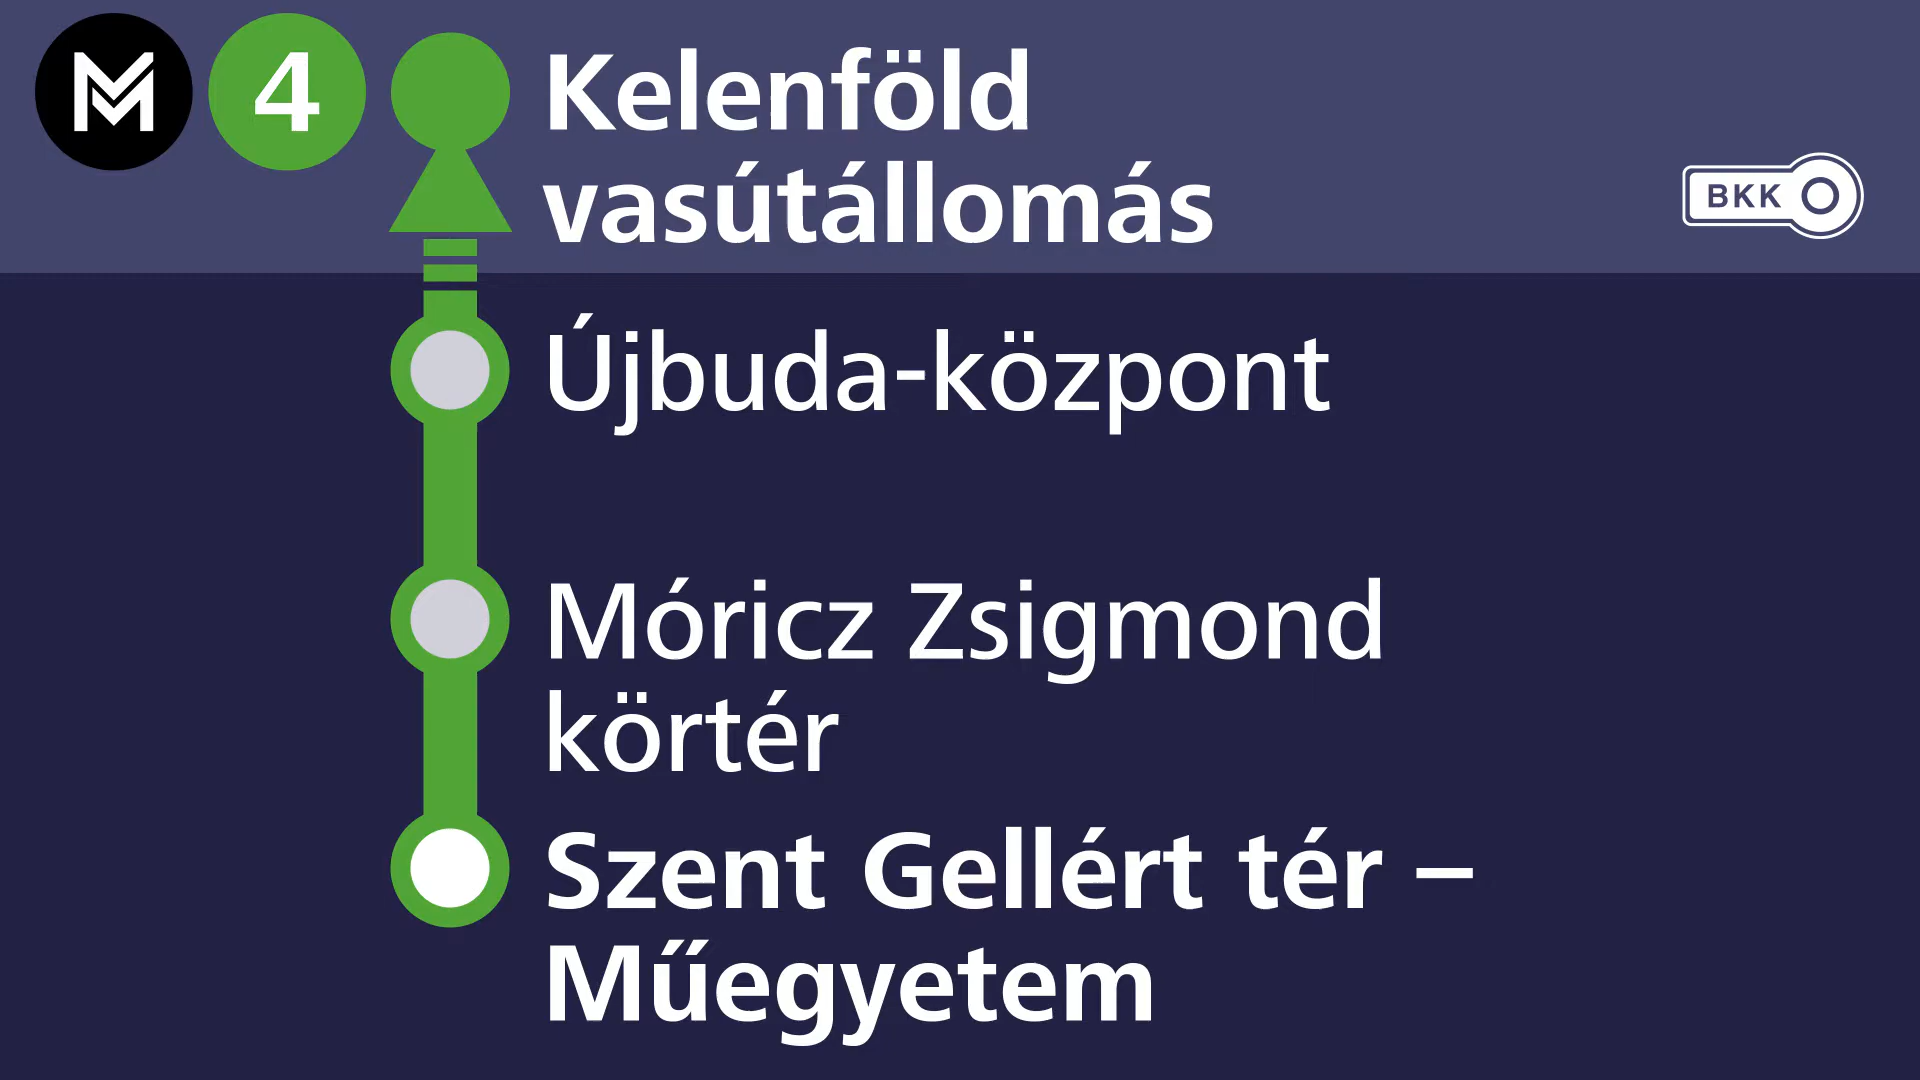 M 4 Kelenföld
vasútállomás
BKK
Újbuda-központ
Móricz Zsigmond
körtér
Szent Gellért tér –
Műegyetem